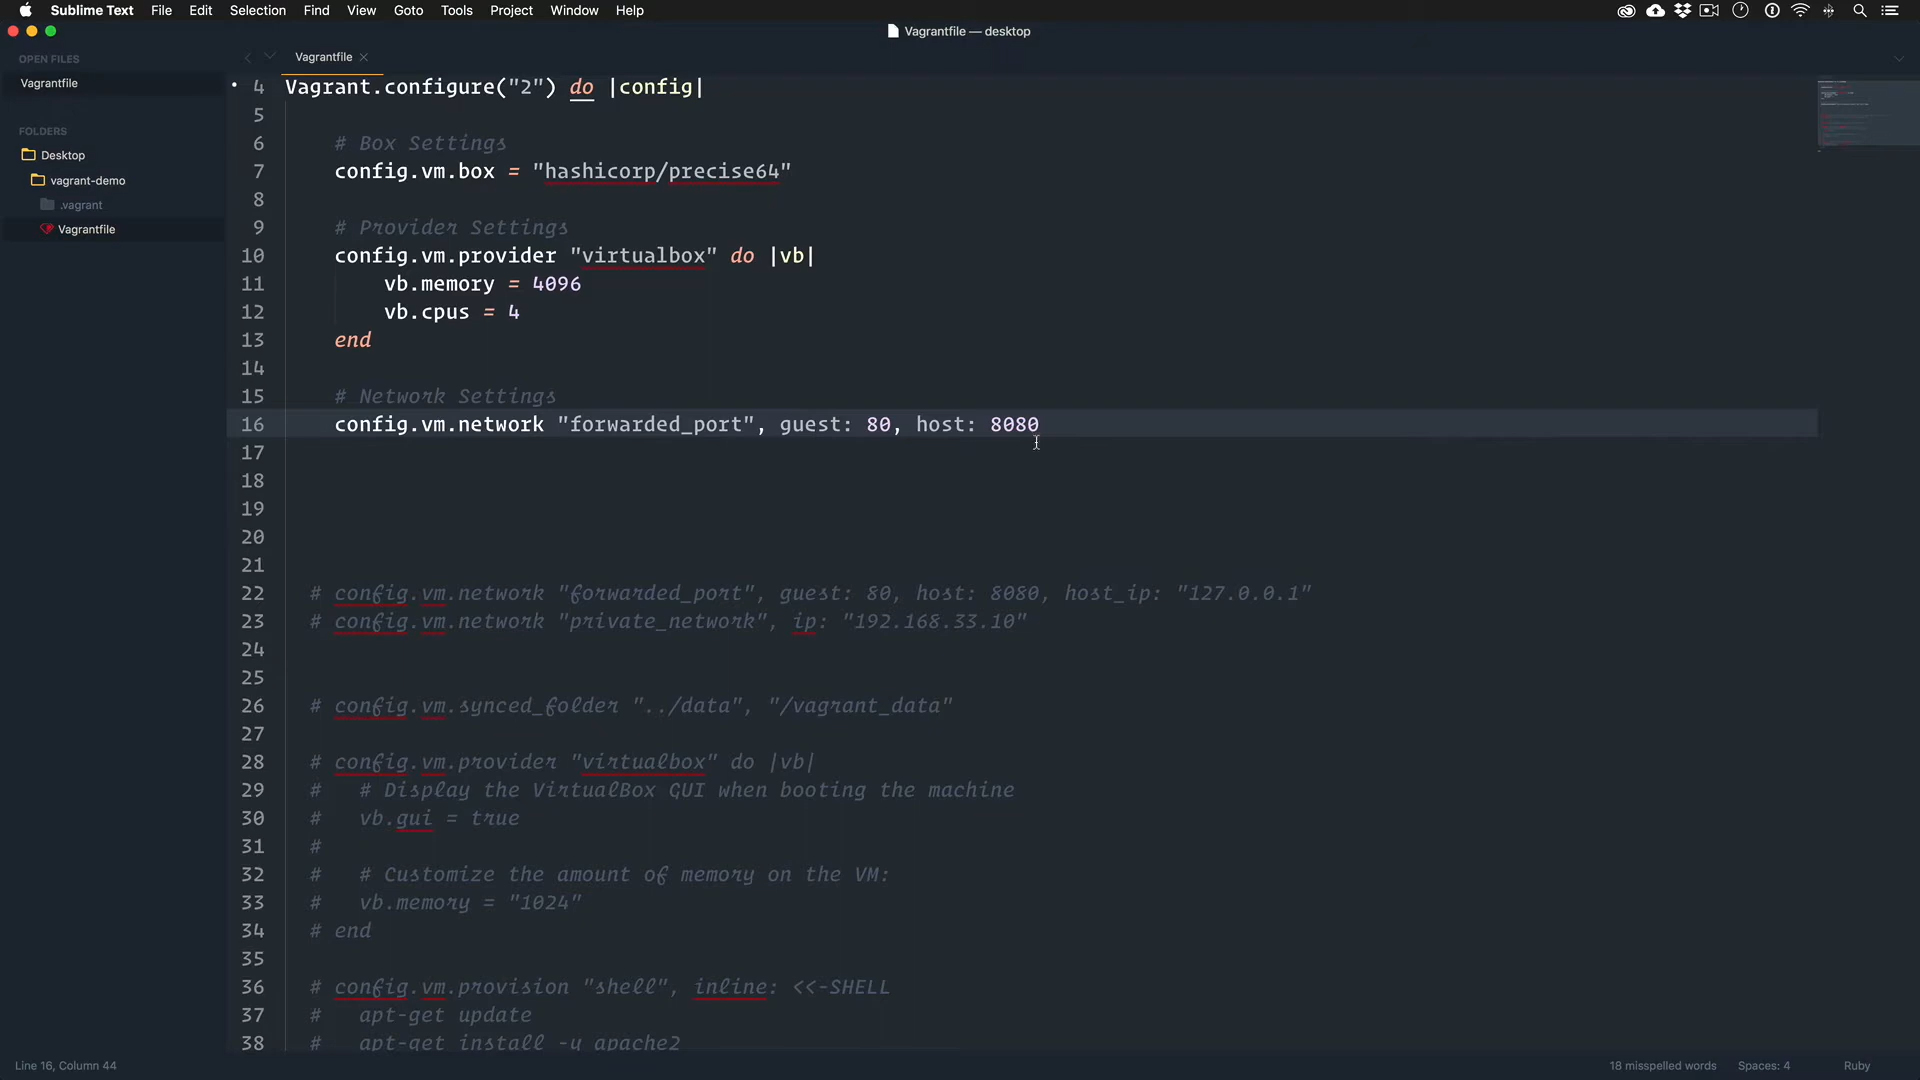 Sublime Text File Edit Selection Find View Goto Tools Project Window Help
Vagrantfile — desktop
OPEN FILES
Vagrantfile
FOLDERS
Desktop
vagrant-demo
.vagrant
Vagrantfile
Vagrantfile
4 Vagrant.configure("2") do |config|
5
6 # Box Settings
7 config.vm.box = "hashicorp/precise64"
8
9 # Provider Settings
10 config.vm.provider "virtualbox" do |vb|
11 vb.memory = 4096
12 vb.cpus = 4
13 end
14
15 # Network Settings
16 config.vm.network "forwarded_port", guest: 80, host: 8080
17
18
19
20
21
22 # config.vm.network "forwarded_port", guest: 80, host: 8080, host_ip: "127.0.0.1"
23 # config.vm.network "private_network", ip: "192.168.33.10"
24
25
26 # config.vm.synced_folder "../data", "/vagrant_data"
27
28 # config.vm.provider "virtualbox" do |vb|
29 # # Display the VirtualBox GUI when booting the machine
30 # vb.gui = true
31 #
32 # # Customize the amount of memory on the VM:
33 # vb.memory = "1024"
34 # end
35
36 # config.vm.provision "shell", inline: <<-SHELL
37 # apt-get update
38 # apt-get install -y apache2
Line 16, Column 44
18 misspelled words
Spaces: 4
Ruby